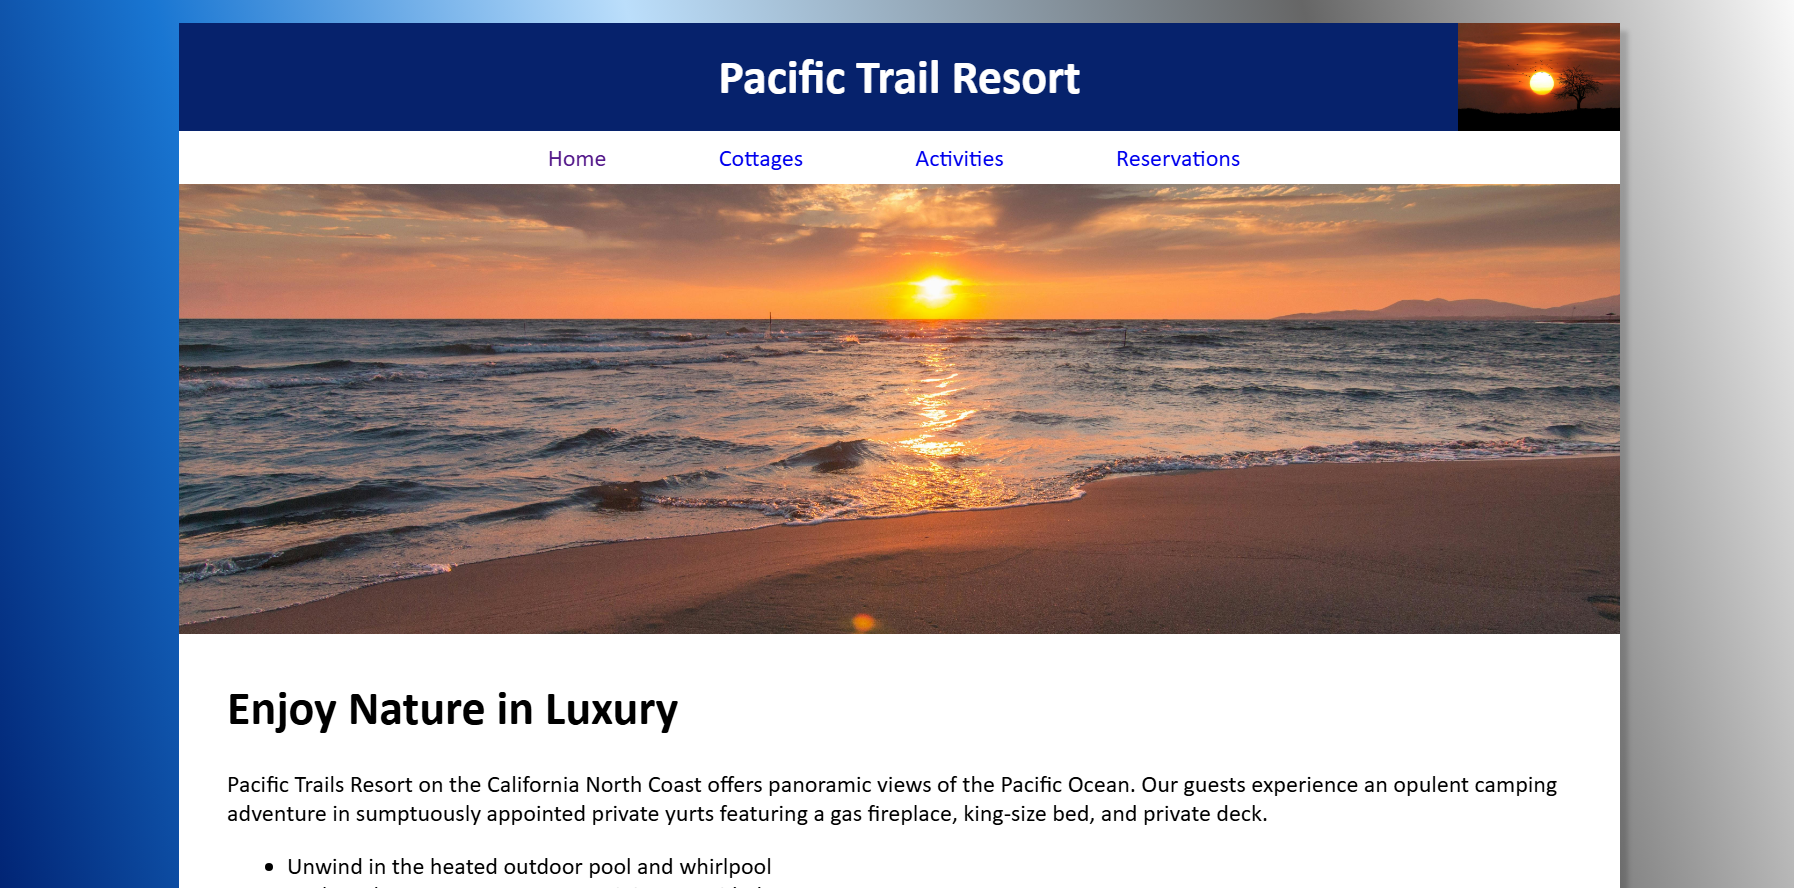 Pacific Trail Resort
Home Cottages Activities Reservations
Enjoy Nature in Luxury
Pacific Trails Resort on the California North Coast offers panoramic views of the Pacific Ocean. Our guests experience an opulent camping
adventure in sumptuously appointed private yurts featuring a gas fireplace, king-size bed, and private deck.
• Unwind in the heated outdoor pool and whirlpool